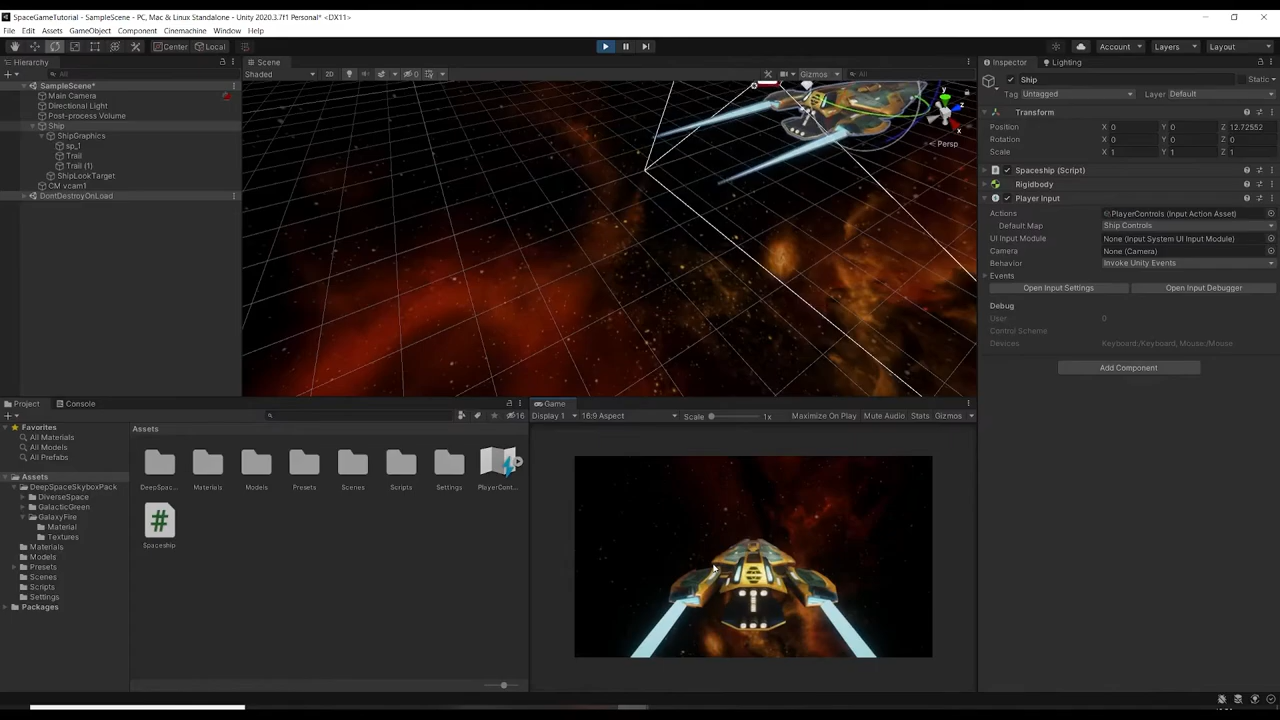 SpaceGameTutorial - SampleScene - PC, Mac & Linux Standalone - Unity 2020.3.7f1 Personal* <DX11>
File Edit Assets GameObject Component Cinemachine Window Help
Center Local Account Layers Layout
Hierarchy
All
SampleScene*
Main Camera
Directional Light
Post-process Volume
Ship
ShipGraphics
sp_1
Trail
Trail (1)
ShipLookTarget
CM vcam1
DontDestroyOnLoad
Scene
Shaded 2D 0 Gizmos All
y
z
x
Persp
Inspector Lighting
Ship Static
Tag Untagged Layer Default
Transform
Position X 0 Y 0 Z 12.72552
Rotation X 0 Y 0 Z 0
Scale X 1 Y 1 Z 1
Spaceship (Script)
Rigidbody
Player Input
Actions PlayerControls (Input Action Asset)
Default Map Ship Controls
UI Input Module None (Input System UI Input Module)
Camera None (Camera)
Behavior Invoke Unity Events
Events
Open Input Settings Open Input Debugger
Debug
User 0
Control Scheme
Devices Keyboard:/Keyboard, Mouse:/Mouse
Add Component
Project Console
16
Favorites
All Materials
All Models
All Prefabs
Assets
DeepSpaceSkyboxPack
DiverseSpace
GalacticGreen
GalaxyFire
Material
Textures
Materials
Models
Presets
Scenes
Scripts
Settings
Packages
Assets
DeepSpac... Materials Models Presets Scenes Scripts Settings PlayerCont...
#
Spaceship
Game
Display 1 16:9 Aspect Scale 1x Maximize On Play Mute Audio Stats Gizmos